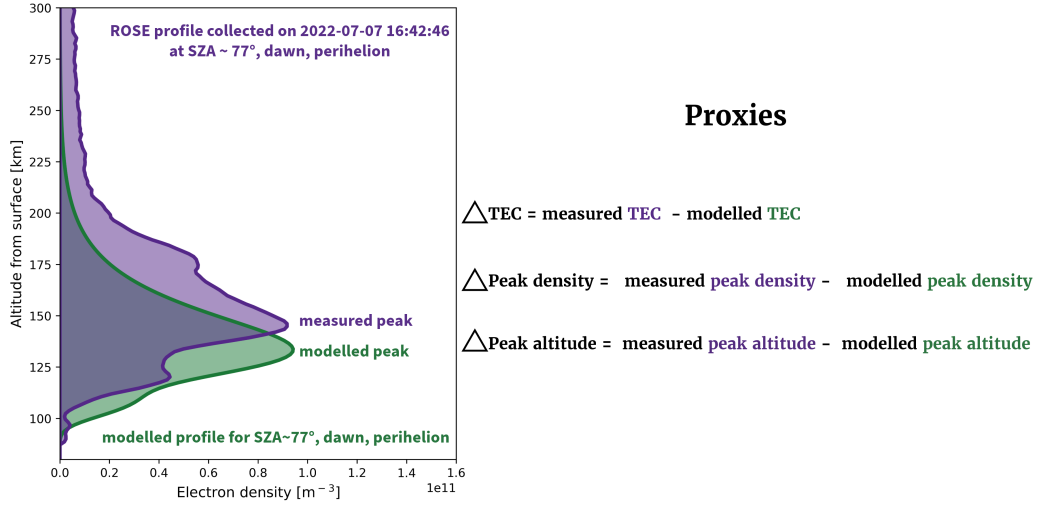 300
275
250
225
200
175
150
125
100
Altitude from surface [km]
ROSE profile collected on 2022-07-07 16:42:46
at SZA ~ 77°, dawn, perihelion
measured peak
modelled peak
modelled profile for SZA~77°, dawn, perihelion
0.0 0.2 0.4 0.6 0.8 1.0 1.2 1.4 1.6
1e11
Electron density [m⁻³]
Proxies
△TEC = measured TEC - modelled TEC
△Peak density = measured peak density - modelled peak density
△Peak altitude = measured peak altitude - modelled peak altitude